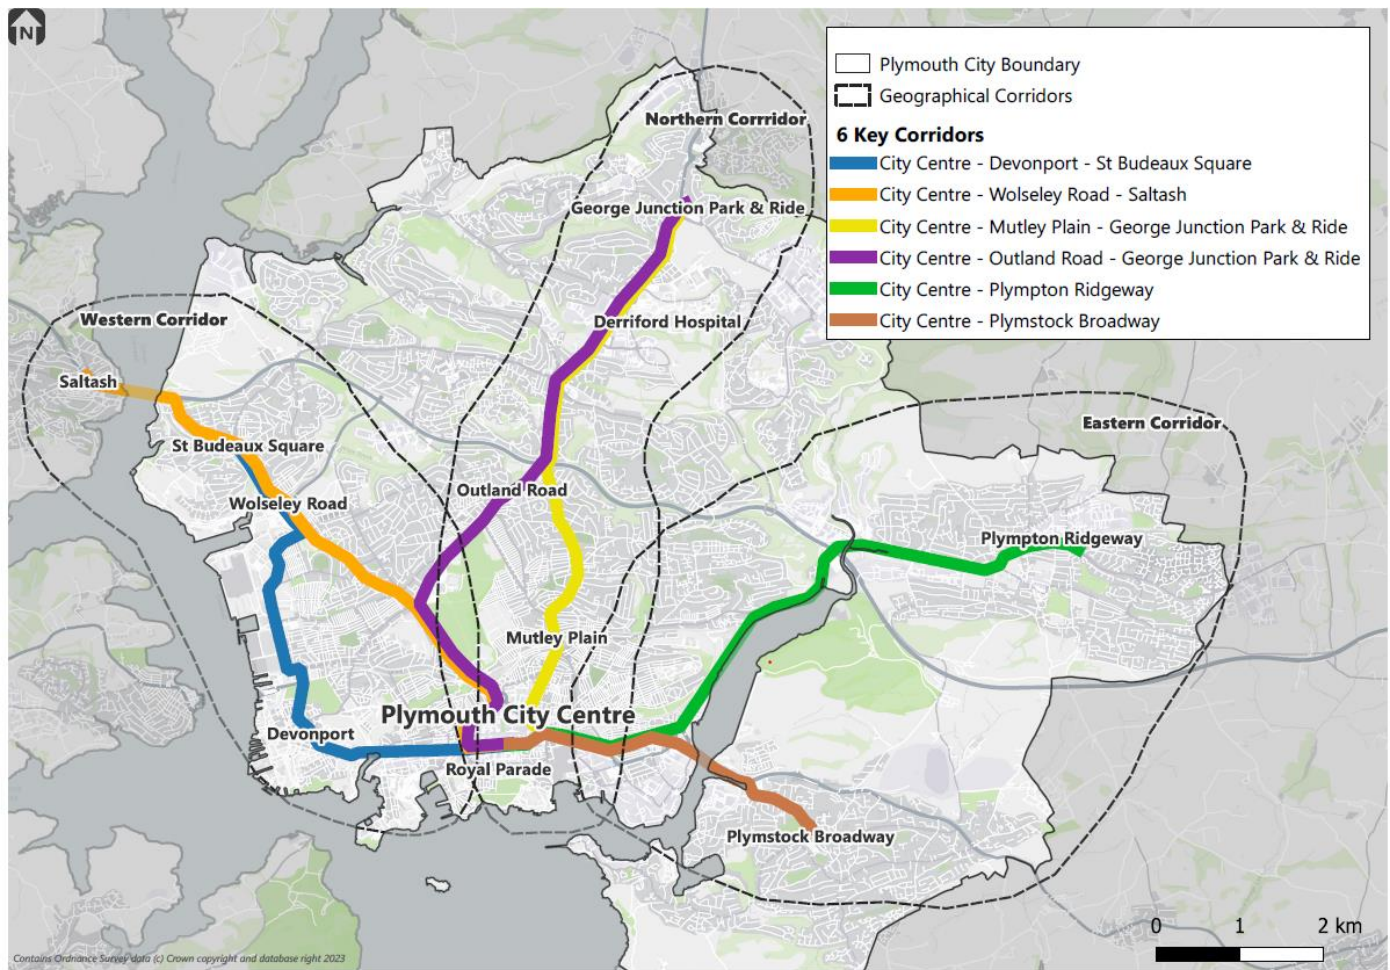 N
Plymouth City Boundary
Geographical Corridors
6 Key Corridors
City Centre - Devonport - St Budeaux Square
City Centre - Wolseley Road - Saltash
City Centre - Mutley Plain - George Junction Park & Ride
City Centre - Outland Road - George Junction Park & Ride
City Centre - Plympton Ridgeway
City Centre - Plymstock Broadway
Northern Corrridor
George Junction Park & Ride
Derriford Hospital
Western Corridor
Saltash
St Budeaux Square
Wolseley Road
Outland Road
Eastern Corridor
Plympton Ridgeway
Mutley Plain
Plymouth City Centre
Devonport
Royal Parade
Plymstock Broadway
0 1 2 km
Contains Ordnance Survey data (c) Crown copyright and database right 2023